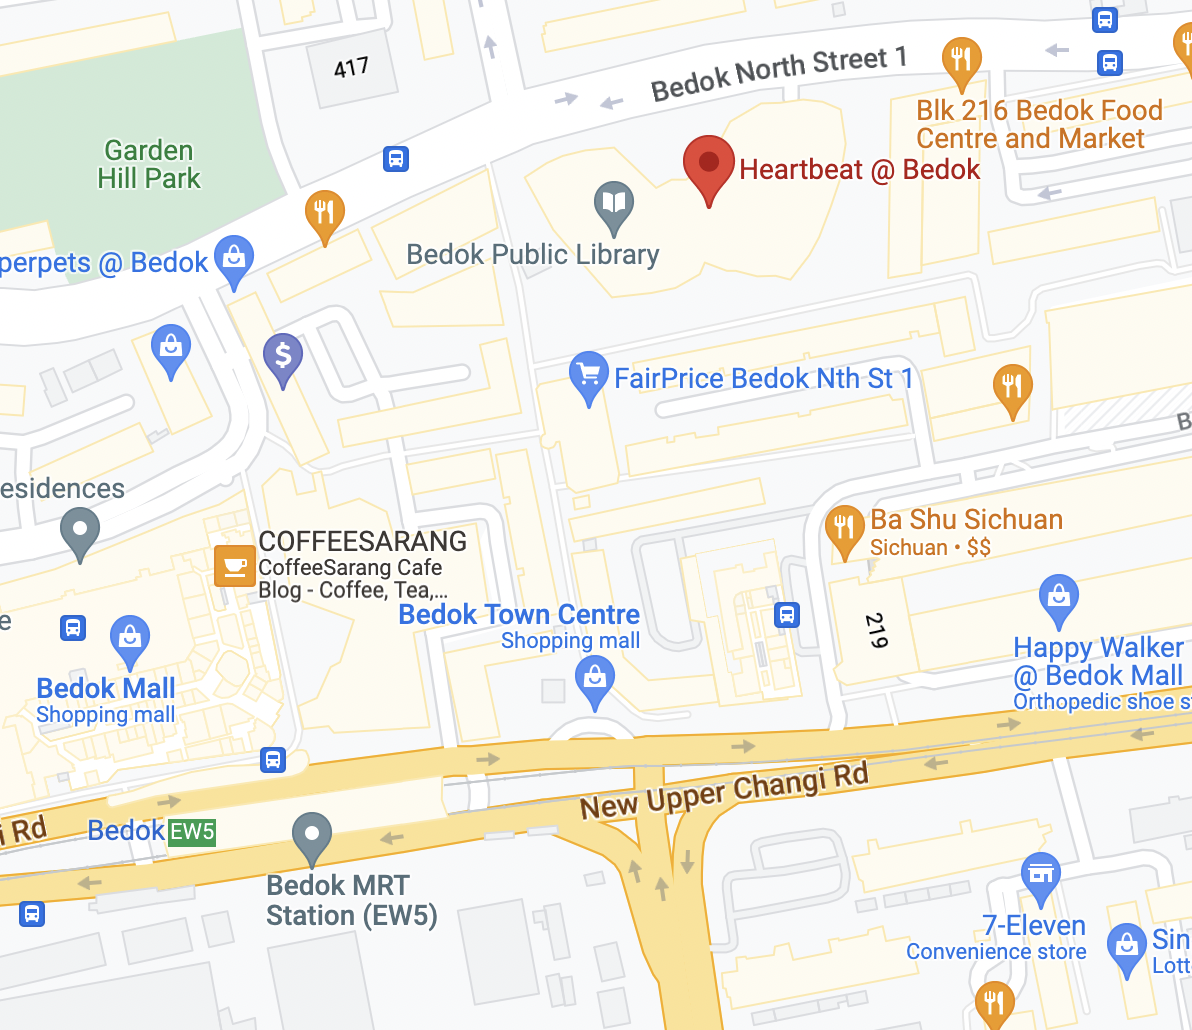 417
Bedok North Street 1
Blk 216 Bedok Food
Centre and Market
Garden
Hill Park
Heartbeat @ Bedok
Bedok Public Library
perpets @ Bedok
$
FairPrice Bedok Nth St 1
B
esidences
Ba Shu Sichuan
Sichuan • $$
COFFEESARANG
CoffeeSarang Cafe
Blog - Coffee, Tea,...
e
Bedok Town Centre
Shopping mall
219
Happy Walker
@ Bedok Mall
Orthopedic shoe st
Bedok Mall
Shopping mall
New Upper Changi Rd
i Rd
Bedok EW5
Bedok MRT
Station (EW5)
7-Eleven
Convenience store
Sin
Lott